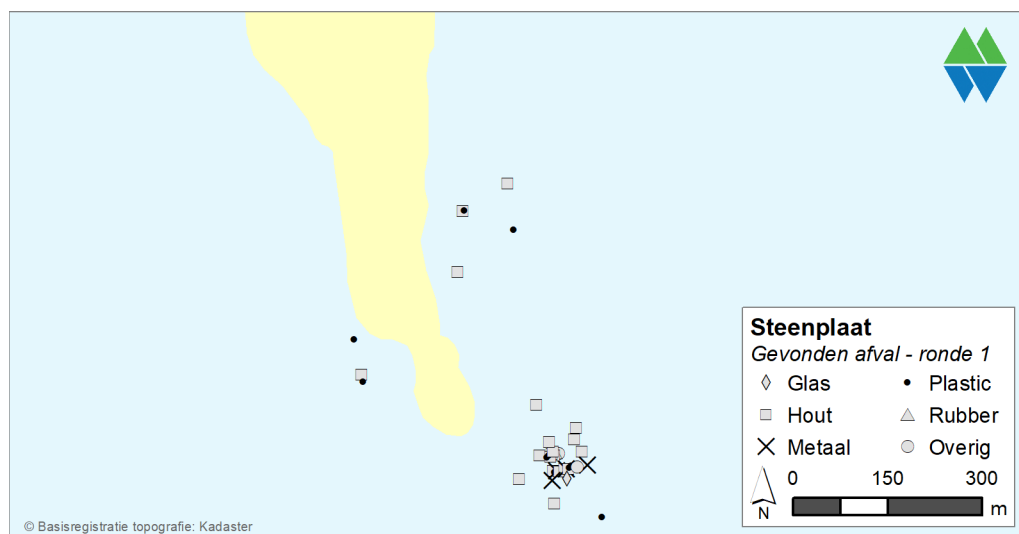 Steenplaat
Gevonden afval - ronde 1
Glas
Plastic
Hout
Rubber
Metaal
Overig
0 150 300
N
m
© Basisregistratie topografie: Kadaster